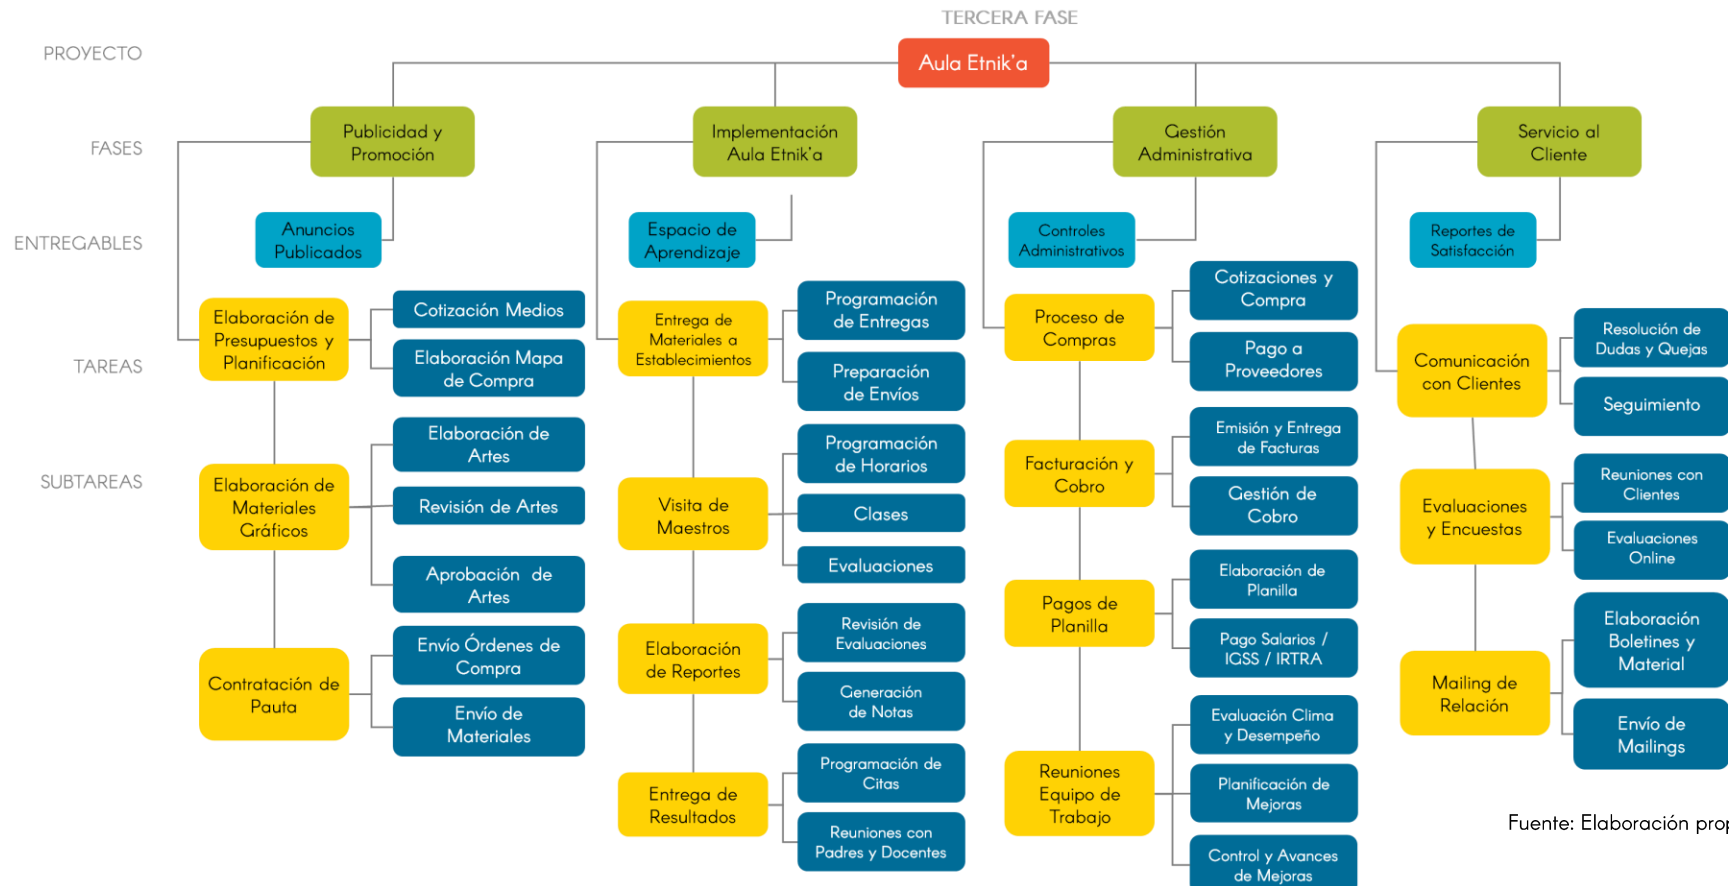 TERCERA FASE
PROYECTO
Aula Etnik'a
FASES
Publicidad y
Promoción
Implementación
Aula Etnik'a
Gestión
Administrativa
Servicio al
Cliente
ENTREGABLES
Anuncios
Publicados
Espacio de
Aprendizaje
Controles
Administrativos
Reportes de
Satisfacción
TAREAS
SUBTAREAS
Elaboración de
Presupuestos y
Planificación
Cotización Medios
Elaboración Mapa
de Compra
Elaboración de
Materiales
Gráficos
Elaboración de
Artes
Revisión de Artes
Aprobación de
Artes
Contratación de
Pauta
Envío Órdenes de
Compra
Envío de
Materiales
Entrega de
Materiales a
Establecimientos
Programación
de Entregas
Preparación
de Envíos
Visita de
Maestros
Programación
de Horarios
Clases
Evaluaciones
Elaboración
de Reportes
Revisión de
Evaluaciones
Generación
de Notas
Entrega de
Resultados
Programación de
Citas
Reuniones con
Padres y Docentes
Proceso de
Compras
Cotizaciones y
Compra
Pago a
Proveedores
Facturación y
Cobro
Emisión y Entrega
de Facturas
Gestión de
Cobro
Pagos de
Planilla
Elaboración de
Planilla
Pago Salarios /
IGSS / IRTRA
Reuniones
Equipo de
Trabajo
Evaluación Clima
y Desempeño
Planificación de
Mejoras
Control y Avances
de Mejoras
Comunicación
con Clientes
Resolución de
Dudas y Quejas
Seguimiento
Evaluaciones
y Encuestas
Reuniones con
Clientes
Evaluaciones
Online
Mailing de
Relación
Elaboración
Boletines y
Material
Envío de
Mailings
Fuente: Elaboración prop